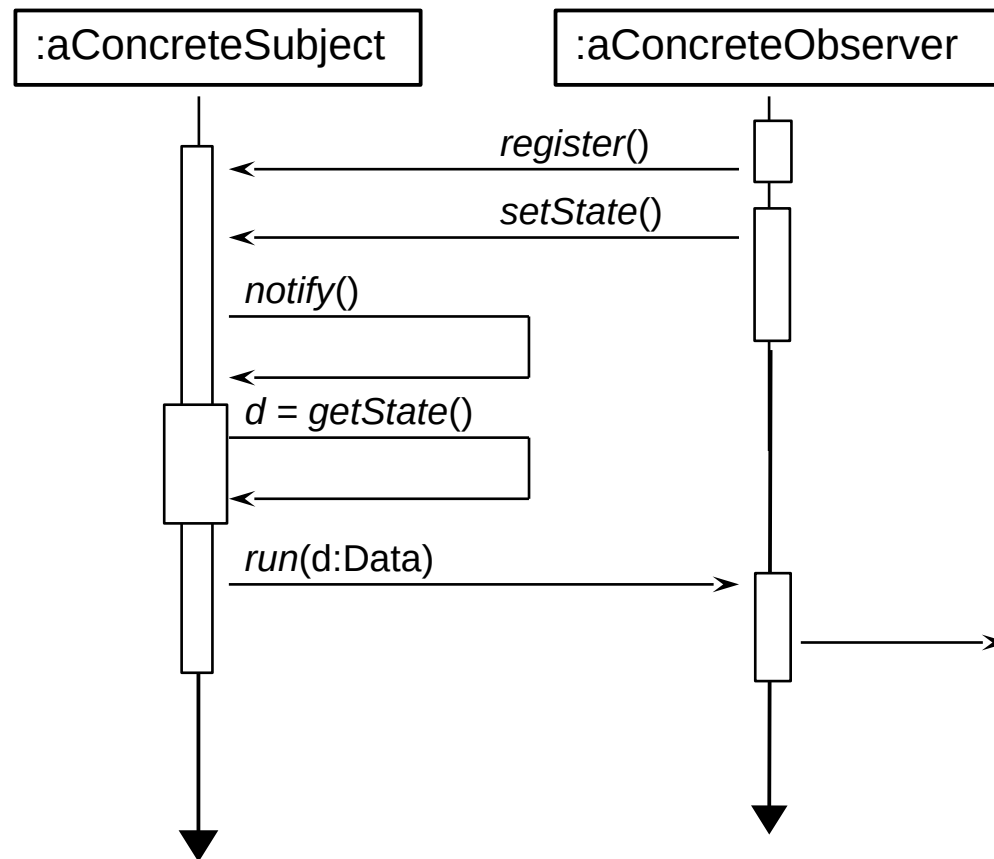 :aConcreteSubject
:aConcreteObserver
register()
setState()
notify()
d = getState()
run(d:Data)